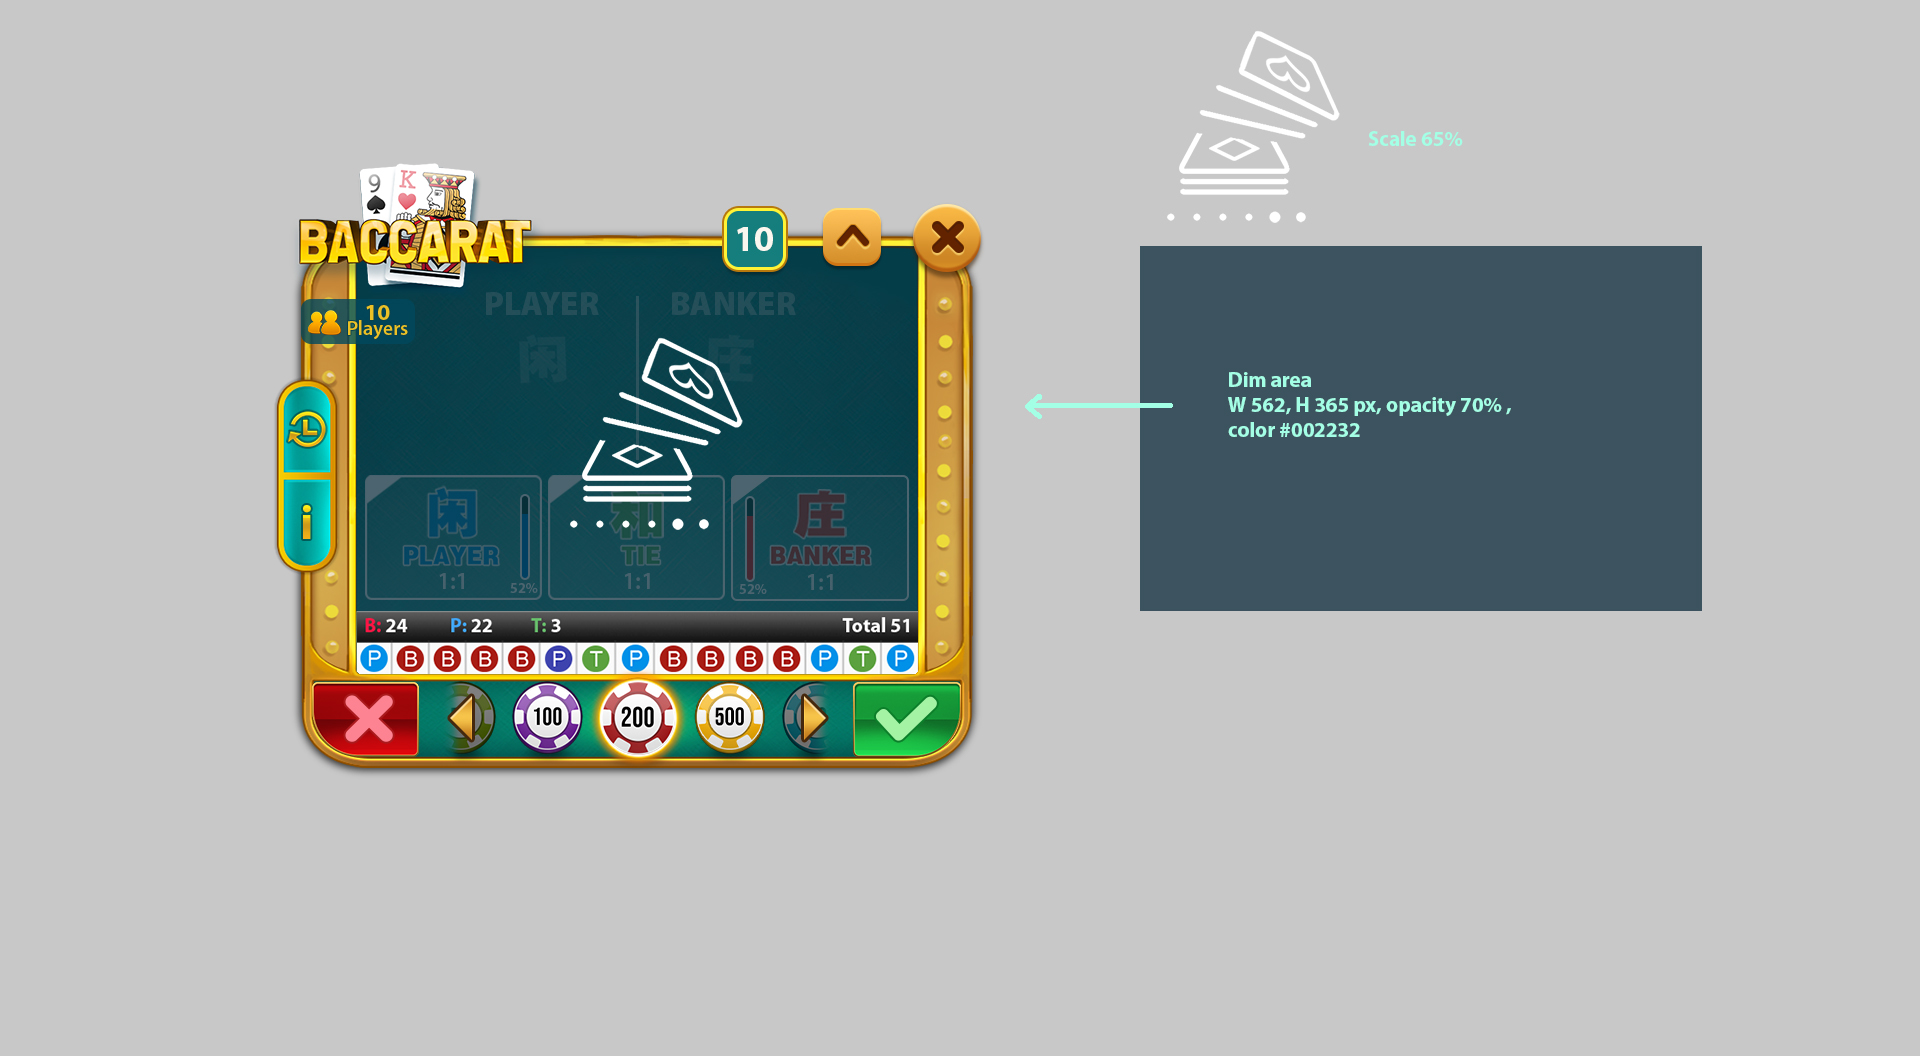 Scale 65%
9
K
BACCARAT
10
10
Players
PLAYER
BANKER
闲
庄
Dim area
W 562, H 365 px, opacity 70% ,
color #002232
闲
和
庄
PLAYER
TIE
BANKER
1:1
52%
1:1
52%
1:1
i
B: 24 P: 22 T: 3 Total 51
P B B B B P T P B B B B P T P
100 200 500